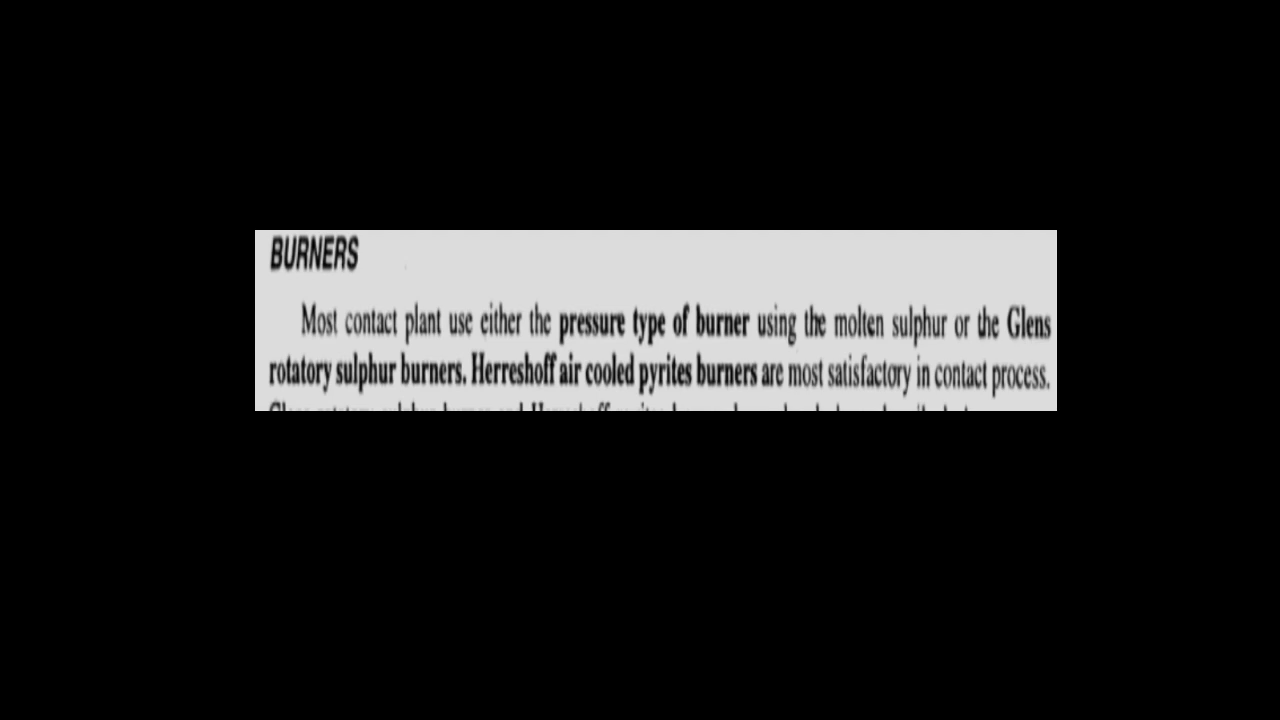 BURNERS
Most contact plant use either the pressure type of burner using the molten sulphur or the Glens
rotatory sulphur burners. Herreshoff air cooled pyrites burners are most satisfactory in contact process.